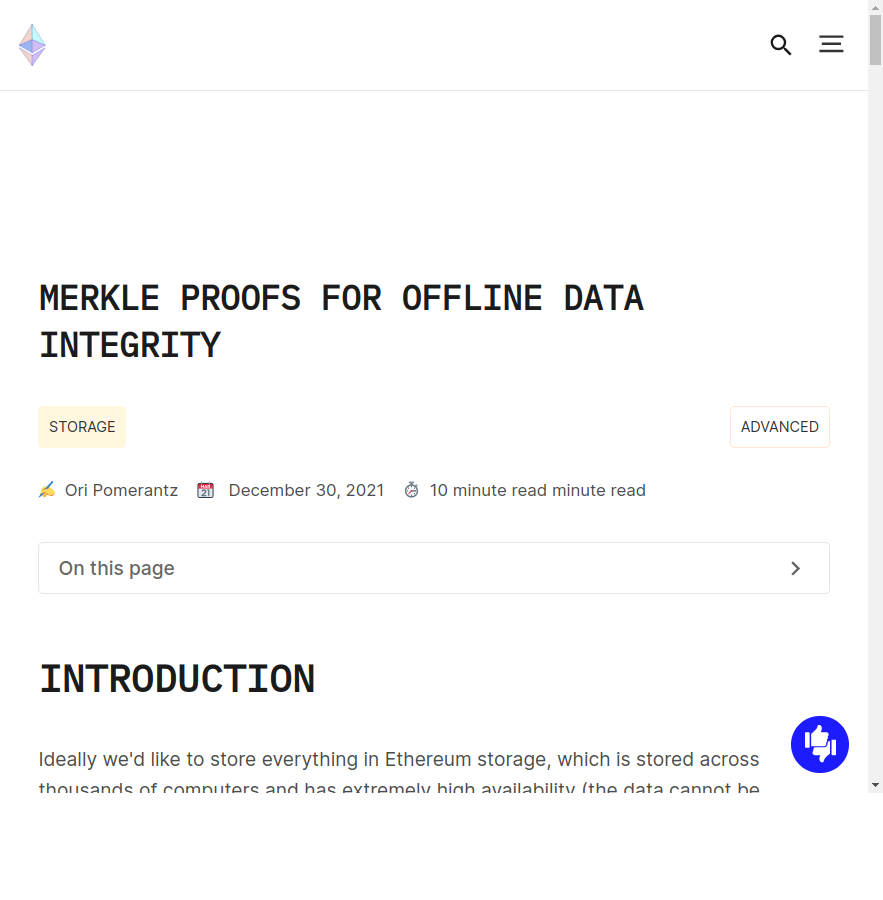 MERKLE PROOFS FOR OFFLINE DATA
INTEGRITY
STORAGE
ADVANCED
✍️ Ori Pomerantz 📆 December 30, 2021 ⏱️ 10 minute read minute read
On this page
INTRODUCTION
Ideally we'd like to store everything in Ethereum storage, which is stored across
thousands of computers and has extremely high availability (the data cannot be